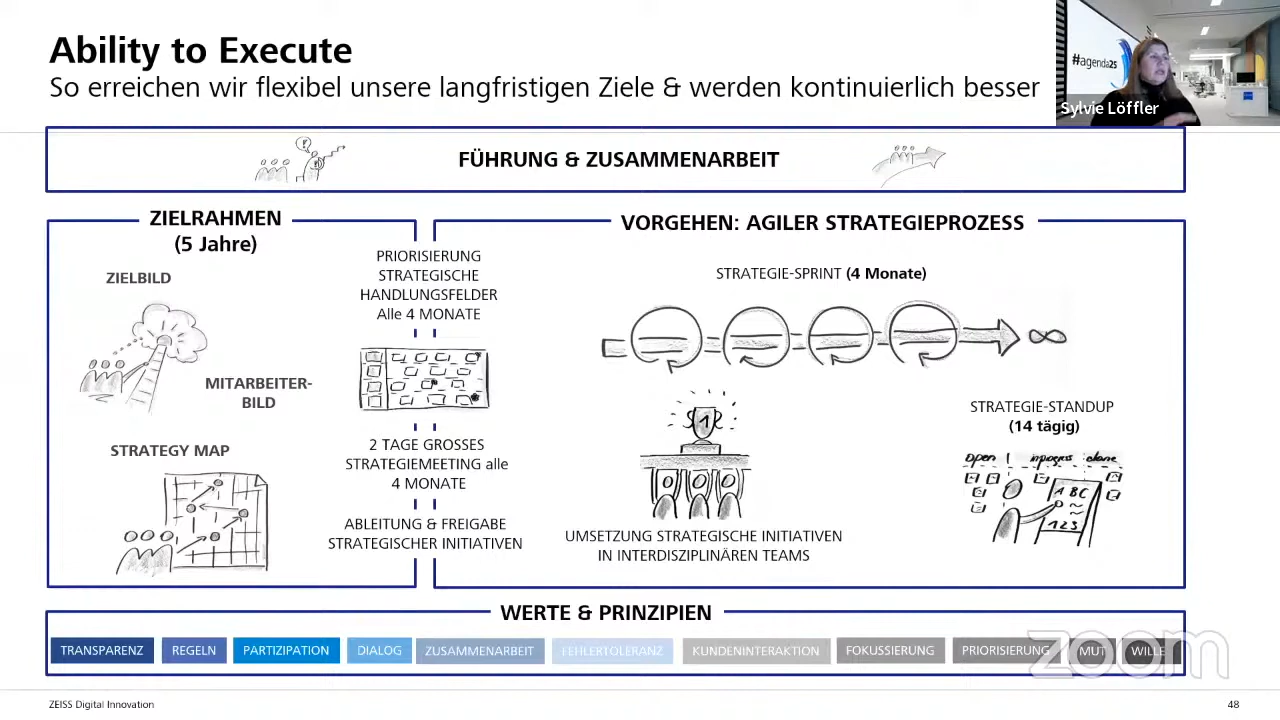 Ability to Execute
So erreichen wir flexibel unsere langfristigen Ziele & werden kontinuierlich besser
#agenda25
Sylvie Löffler
FÜHRUNG & ZUSAMMENARBEIT
ZIELRAHMEN
(5 Jahre)
ZIELBILD
MITARBEITER-
BILD
STRATEGY MAP
PRIORISIERUNG
STRATEGISCHE
HANDLUNGSFELDER
Alle 4 MONATE
2 TAGE GROSSES
STRATEGIEMEETING alle
4 MONATE
ABLEITUNG & FREIGABE
STRATEGISCHER INITIATIVEN
VORGEHEN: AGILER STRATEGIEPROZESS
STRATEGIE-SPRINT (4 Monate)
∞
1
UMSETZUNG STRATEGISCHE INITIATIVEN
IN INTERDISZIPLINÄREN TEAMS
STRATEGIE-STANDUP
(14 tägig)
open inprogress done
ABC
123
WERTE & PRINZIPIEN
TRANSPARENZ REGELN PARTIZIPATION DIALOG ZUSAMMENARBEIT FEHLERTOLERANZ KUNDENINTERAKTION FOKUSSIERUNG PRIORISIERUNG MUT WILLE
zoom
ZEISS Digital Innovation
48